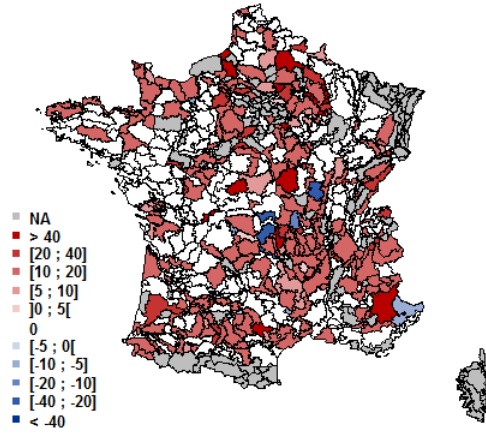 NA
> 40
[20 ; 40]
[10 ; 20]
[5 ; 10]
]0 ; 5[
0
[-5 ; 0[
[-10 ; -5]
[-20 ; -10]
[-40 ; -20]
< -40